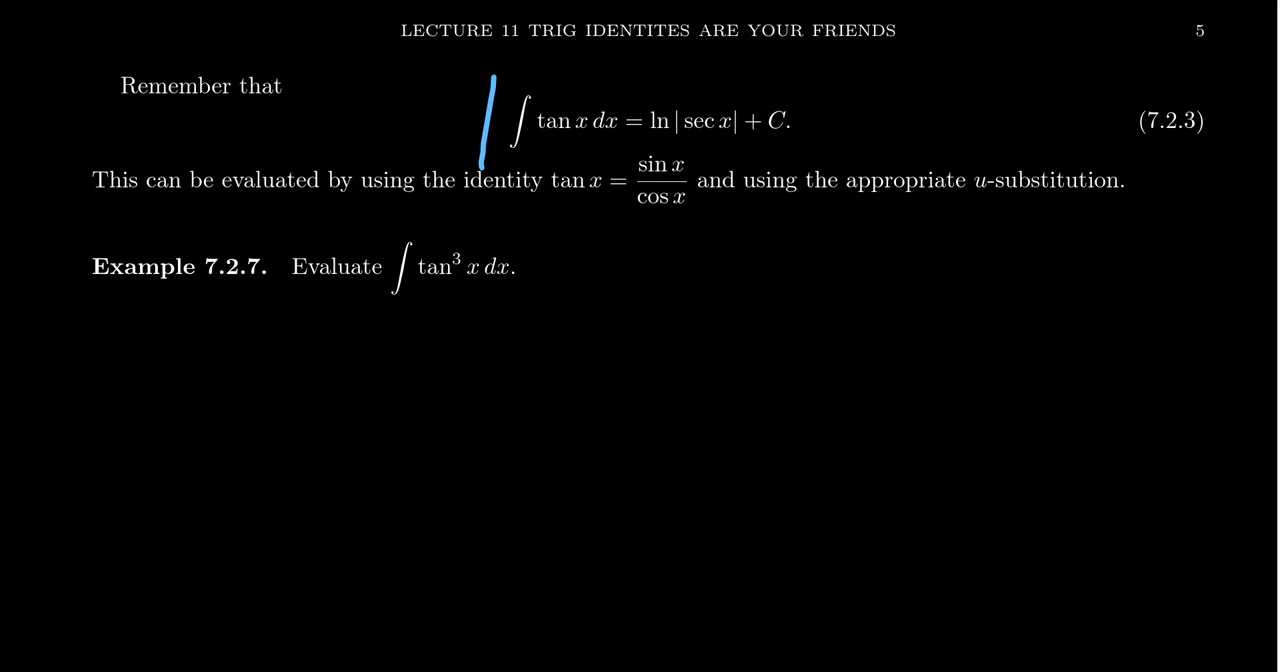 LECTURE 11 TRIG IDENTITES ARE YOUR FRIENDS 5
Remember that
∫ tan x dx = ln | sec x| + C. (7.2.3)
This can be evaluated by using the identity tan x = sin x / cos x and using the appropriate u-substitution.
Example 7.2.7. Evaluate ∫ tan³ x dx.